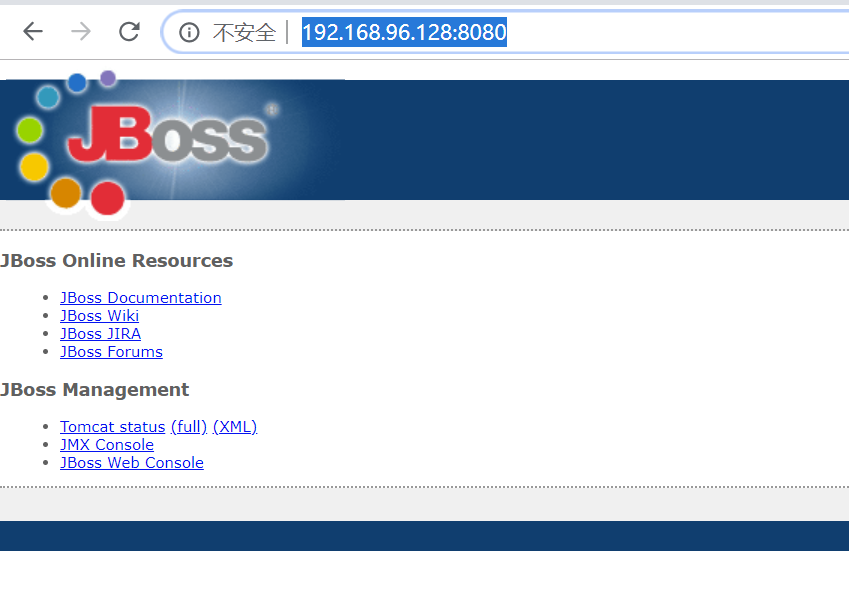 不安全 192.168.96.128:8080
JBoss
JBoss Online Resources
JBoss Documentation
JBoss Wiki
JBoss JIRA
JBoss Forums
JBoss Management
Tomcat status (full) (XML)
JMX Console
JBoss Web Console